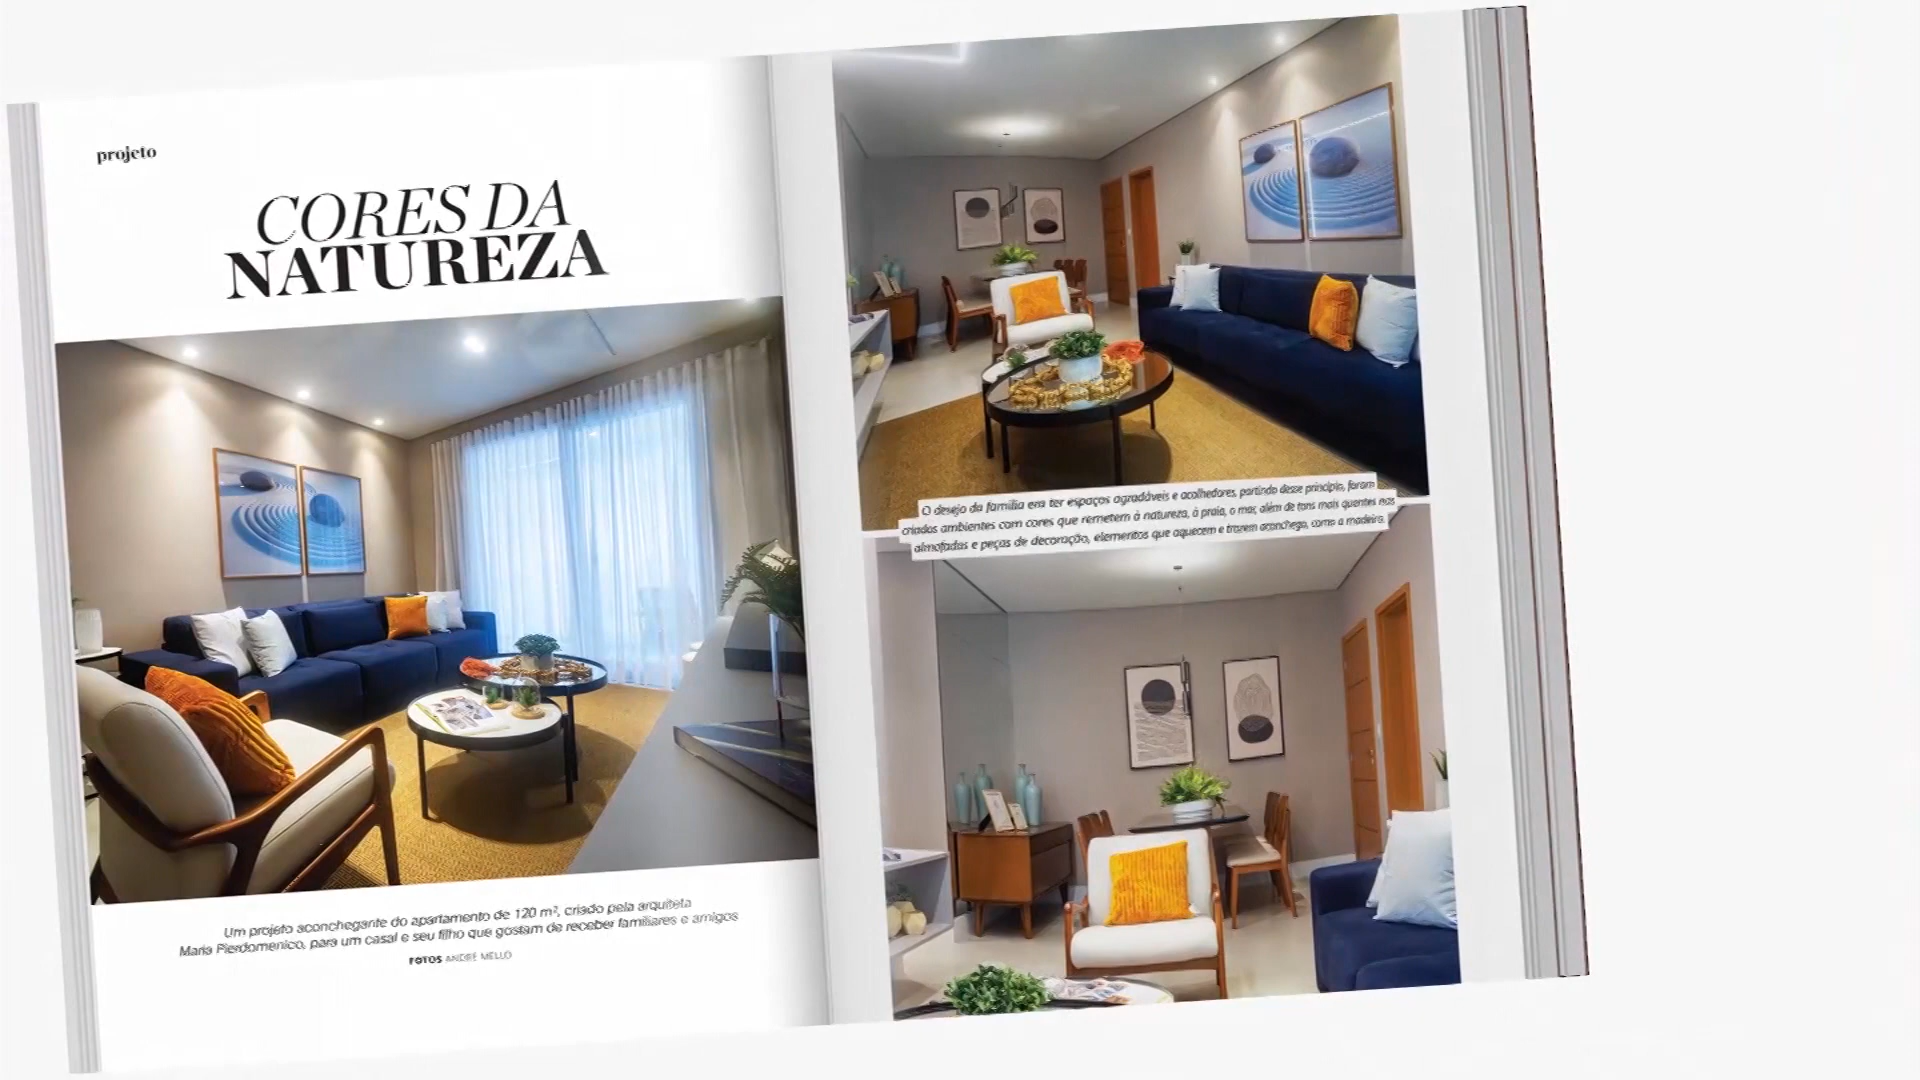 projeto
CORES DA
NATUREZA
Um projeto aconchegante do apartamento de 120 m², criado pela arquiteta
Maria Pierdomenico, para um casal e seu filho que gostam de receber familiares e amigos
FOTOS ANDRÉ MELLO
O desejo da família era ter espaços agradáveis e acolhedores, partindo desse princípio, foram
criados ambientes com cores que remetem à natureza, à praia, o mar, além de tons mais quentes nas
almofadas e peças de decoração, elementos que aquecem e trazem aconchego, como a madeira.